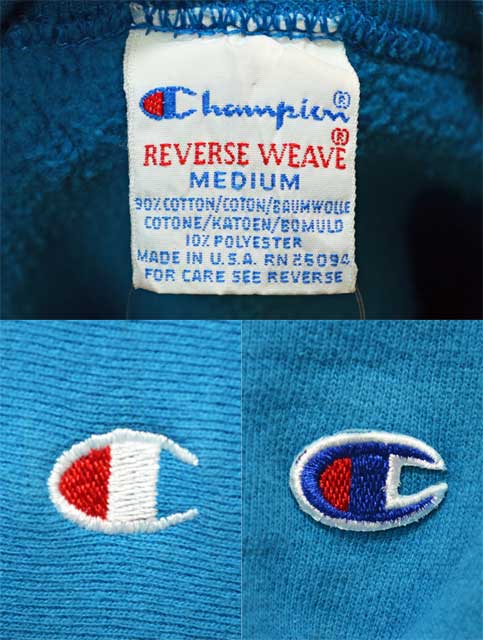 Champion®
REVERSE WEAVE®
MEDIUM
90% COTTON/COTON/BAUMWOLLE
COTONE/KATOEN/BOMULD
10% POLYESTER
MADE IN U.S.A. RN 26094
FOR CARE SEE REVERSE